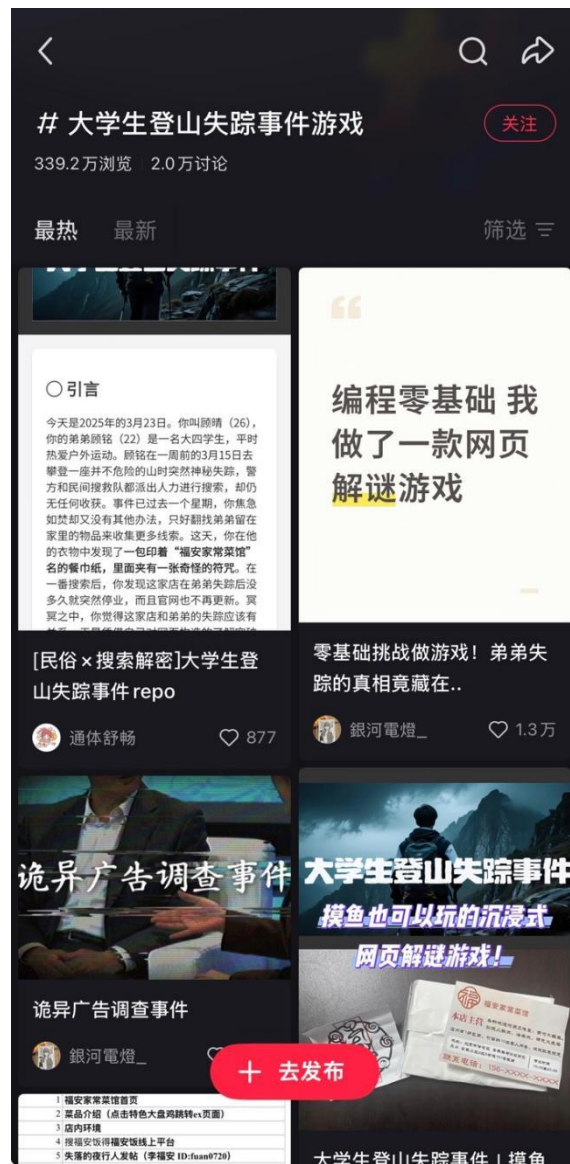 # 大学生登山失踪事件游戏
关注
339.2万浏览 2.0万讨论
最热 最新 筛选
大学生登山失踪事件
〇 引言
今天是2025年的3月23日。你叫顾晴（26），
你的弟弟顾铭（22）是一名大四学生，平时
热爱户外运动。顾铭在一周前的3月15日去
攀登一座并不危险的山时突然神秘失踪，警
方和民间搜救队都派出人力进行搜索，却仍
无任何收获。事件已过去一个星期，你焦急
如焚却又没有其他办法，只好翻找弟弟留在
家里的物品来收集更多线索。这天，你在他
的衣物中发现了一包印着“福安家常菜馆”
名的餐巾纸，里面夹有一张奇怪的符咒。在
一番搜索后，你发现这家店在弟弟失踪后没
多久就突然停业，而且官网也不再更新。冥
冥之中，你觉得这家店和弟弟的失踪应该有
[民俗×搜索解密]大学生登
山失踪事件repo
通体舒畅 877
编程零基础 我
做了一款网页
解谜游戏
零基础挑战做游戏！弟弟失
踪的真相竟藏在..
銀河電燈_ 1.3万
诡异广告调查事件
诡异广告调查事件
銀河電燈_
大学生登山失踪事件
摸鱼也可以玩的沉浸式
网页解谜游戏!
福
福安家常菜馆
本店主营
大学生登山失踪事件 | 摸鱼
+ 去发布
1 福安家常菜馆首页
2 菜品介绍（点击特色大盘鸡跳转ex页面）
3 店内环境
4 搜福安饭得福安饭线上平台
5 失落的夜行人发帖（李福安 ID:fuan0720）